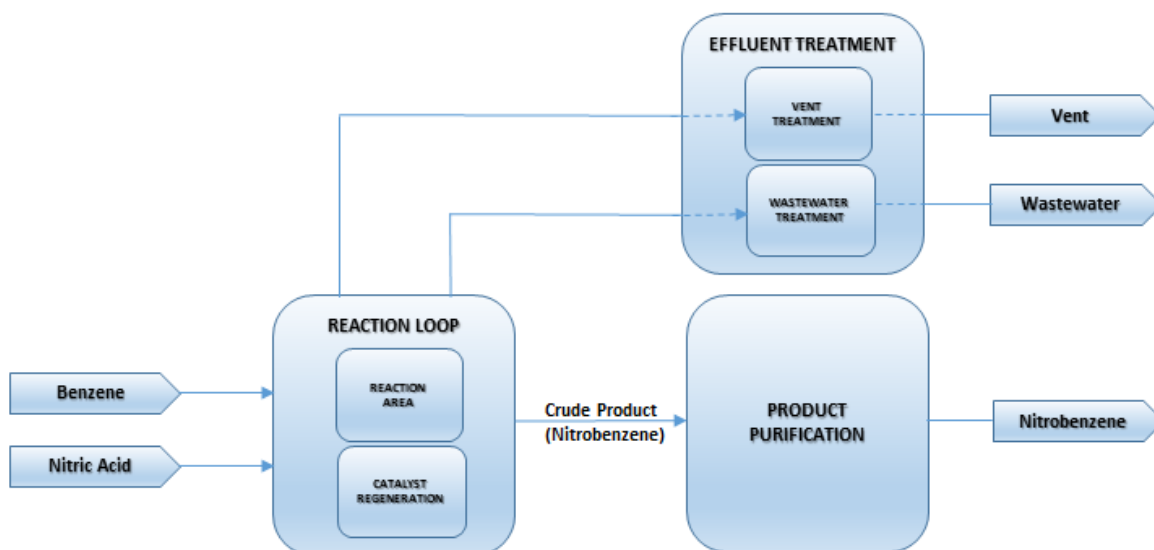 EFFLUENT TREATMENT
VENT
TREATMENT
Vent
WASTEWATER
TREATMENT
Wastewater
REACTION LOOP
Benzene
REACTION
AREA
Nitric Acid
CATALYST
REGENERATION
Crude Product
(Nitrobenzene)
PRODUCT
PURIFICATION
Nitrobenzene